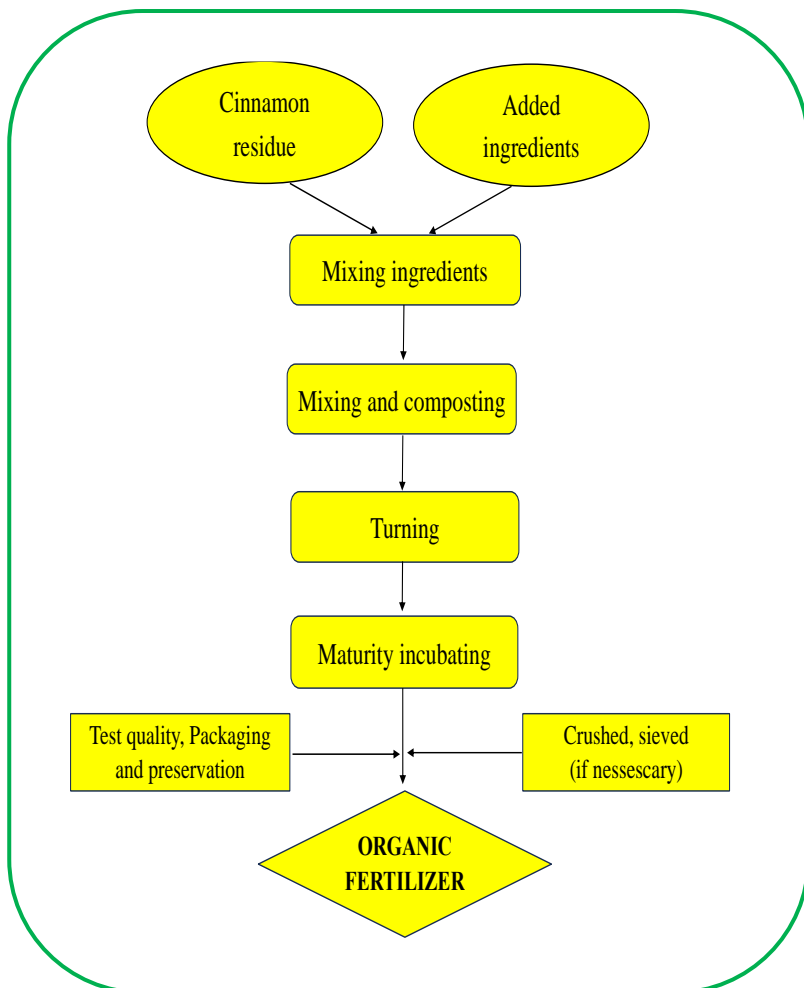 Cinnamon
residue
Added
ingredients
Mixing ingredients
Mixing and composting
Turning
Maturity incubating
Test quality, Packaging
and preservation
Crushed, sieved
(if nessescary)
ORGANIC
FERTILIZER